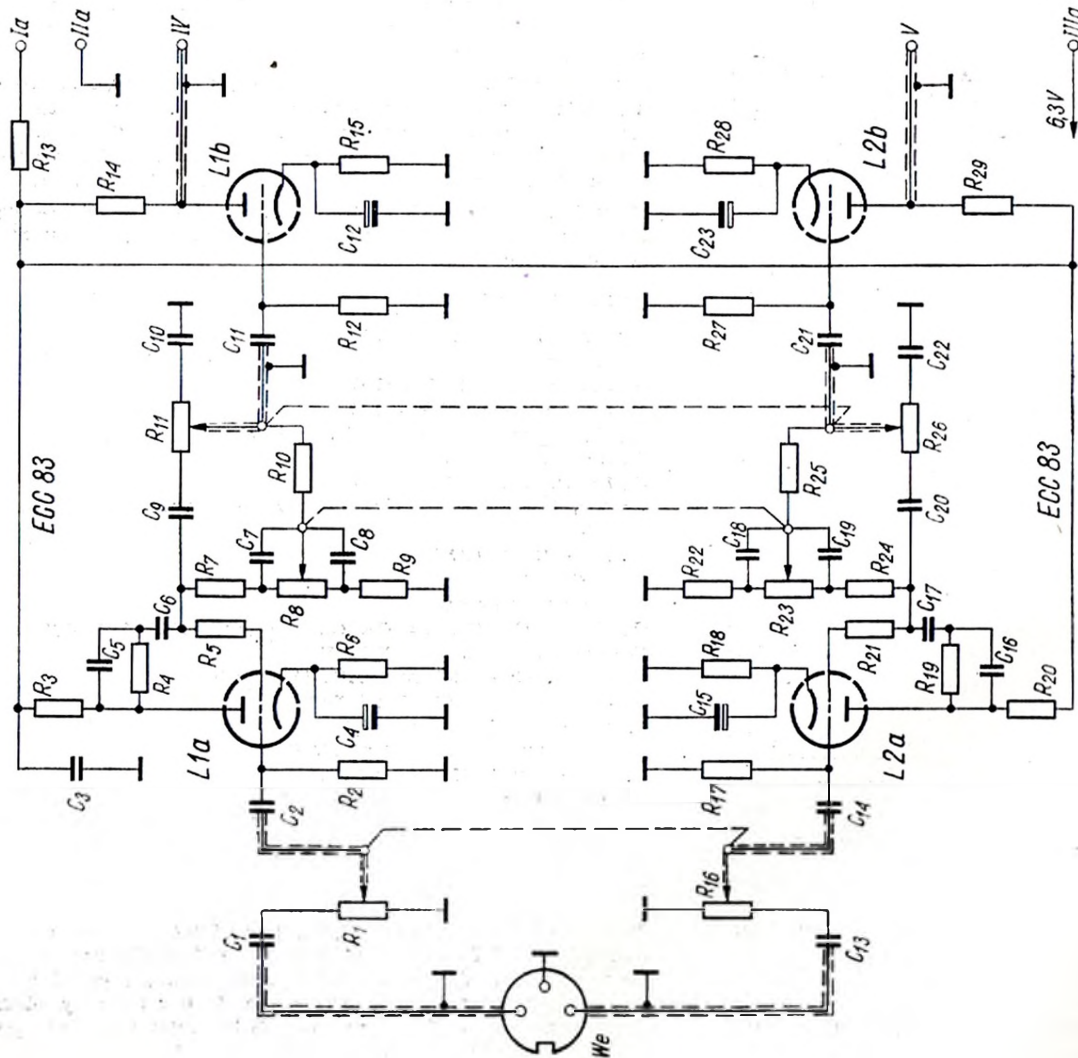 Ia
IIa
IV
V
IIIa
6,3V
R13
R14
L1b
R15
C12
R28
C23
L2b
R29
C10
R11
C11
R12
R27
C21
C22
R26
ECC 83
C9
R10
R25
C20
ECC 83
C7
R7
R8
C8
R9
R22
C18
R23
C19
R24
C6
C5
R5
R4
R3
R6
C4
R18
C15
R21
C17
R19
C16
R20
L1a
L2a
C3
C2
R2
R17
C14
C1
R1
R16
C13
We